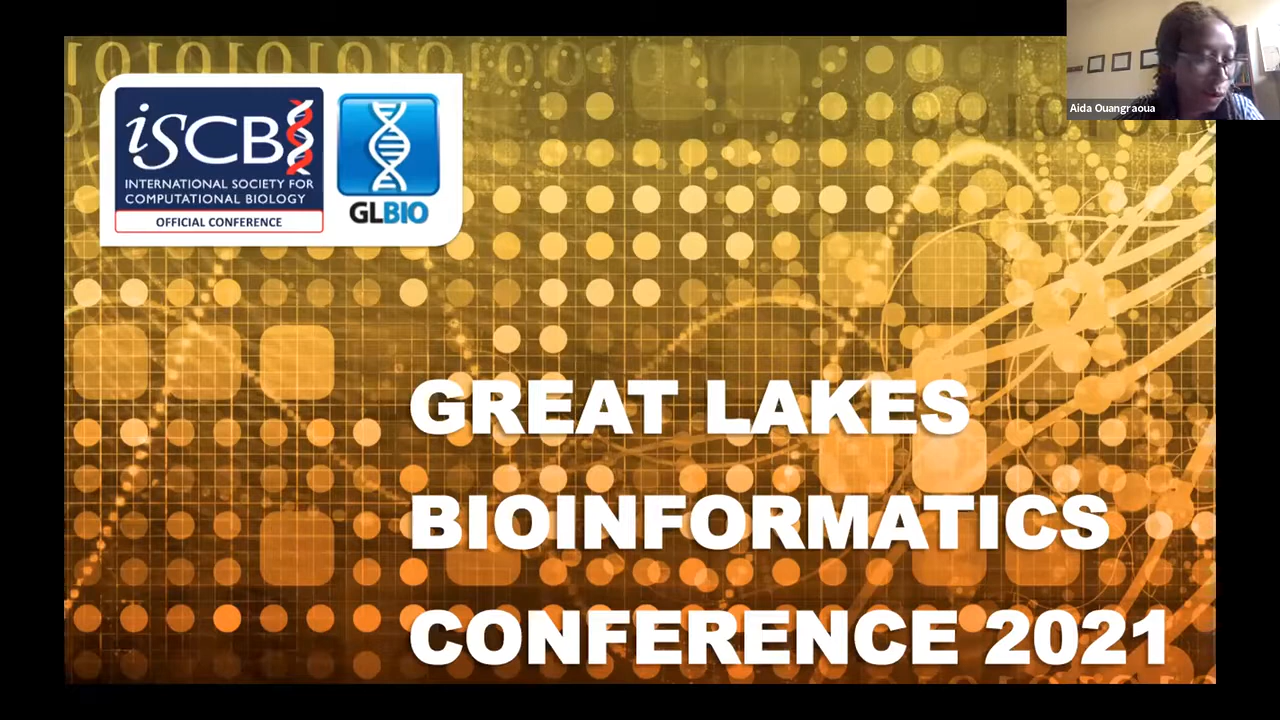 iSCB
INTERNATIONAL SOCIETY FOR
COMPUTATIONAL BIOLOGY
OFFICIAL CONFERENCE
GLBIO
Aida Ouangraoua
GREAT LAKES
BIOINFORMATICS
CONFERENCE 2021